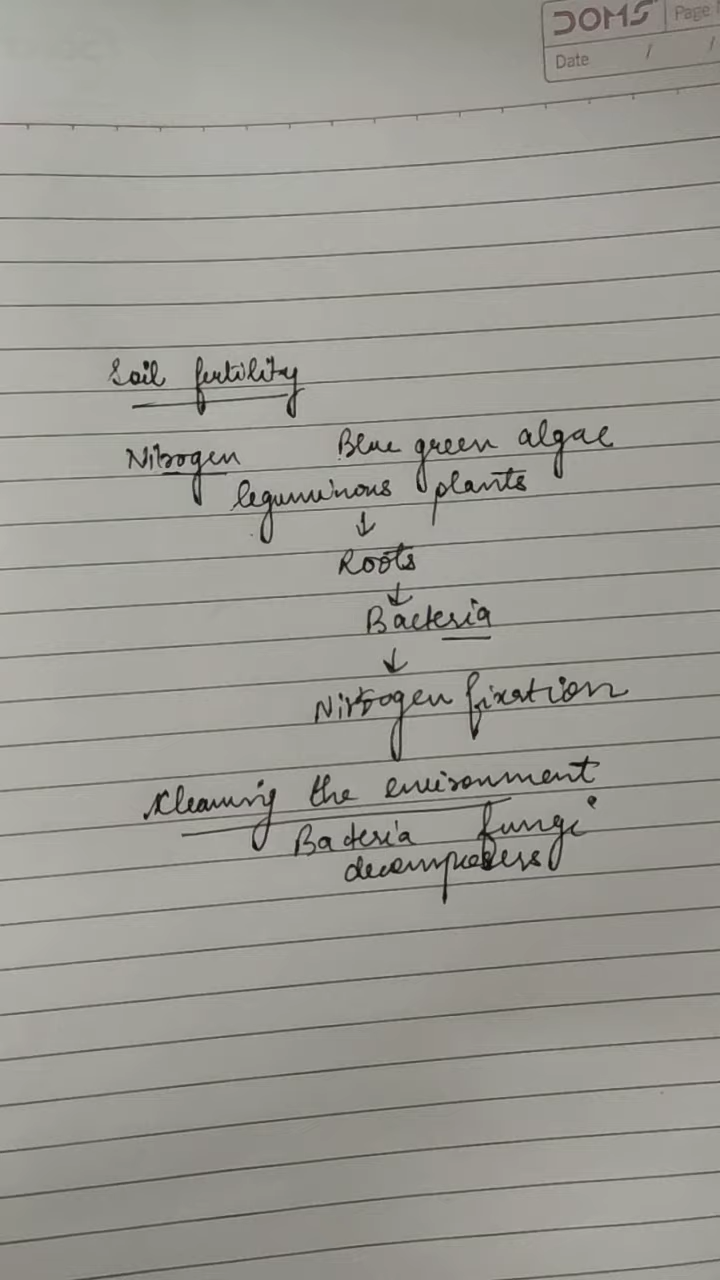 DOMS Page
Date / /
Soil fertility
Nitrogen Blue green algae
leguminous plants
↓
Roots
↓
Bacteria
↓
Nitrogen fixation
Cleaning the environment
Bacteria fungi
decomposers